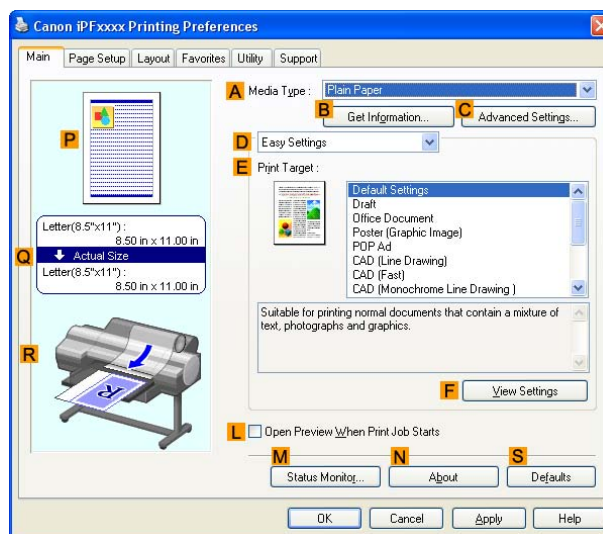 Canon iPFxxxx Printing Preferences
Main Page Setup Layout Favorites Utility Support
A Media Type : Plain Paper
B C
Get Information... Advanced Settings...
D Easy Settings
E Print Target :
P
Default Settings
Draft
Office Document
Poster (Graphic Image)
POP Ad
CAD (Line Drawing)
CAD (Fast)
CAD (Monochrome Line Drawing )
Letter(8.5"x11") :
8.50 in x 11.00 in
Q Actual Size
Letter(8.5"x11") :
8.50 in x 11.00 in
Suitable for printing normal documents that contain a mixture of
text, photographs and graphics.
R
R
F View Settings
L Open Preview When Print Job Starts
M N S
Status Monitor... About Defaults
OK Cancel Apply Help